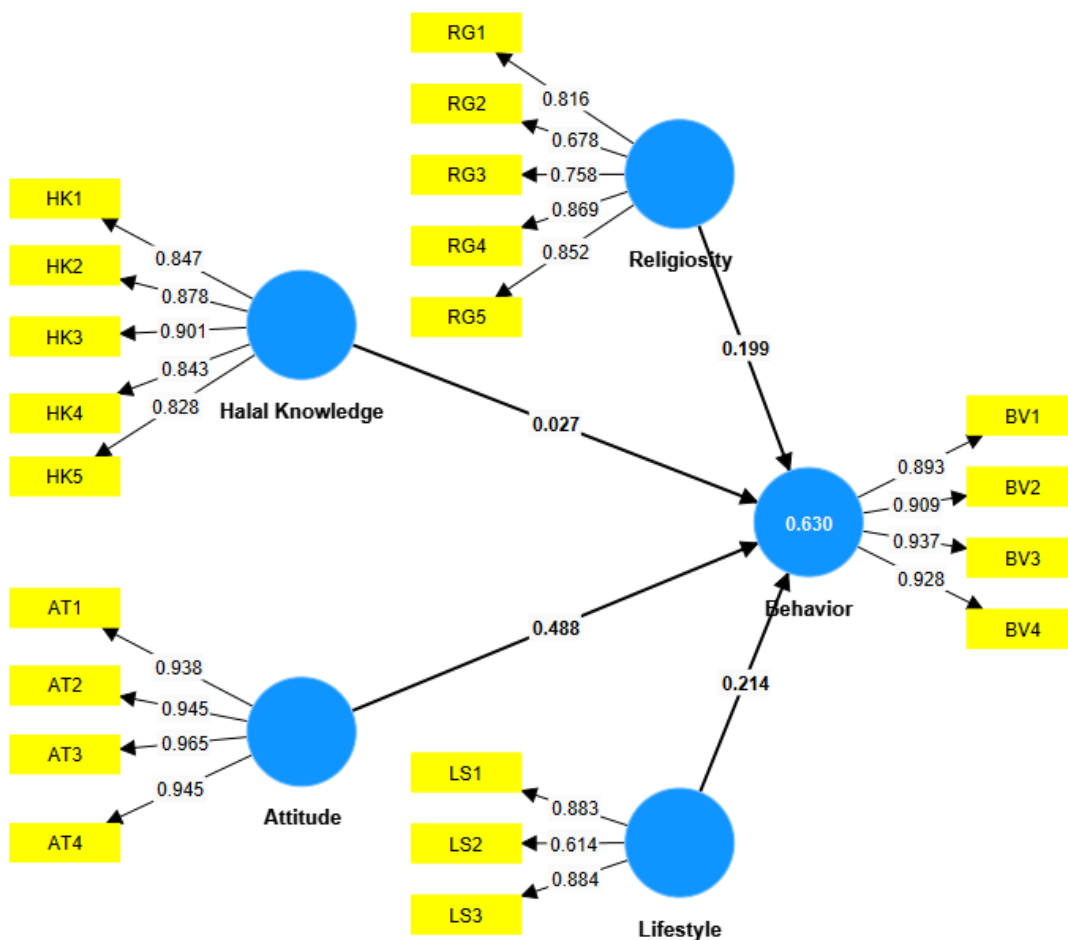 RG1
RG2
RG3
RG4
RG5
0.816
0.678
0.758
0.869
0.852
Religiosity
HK1
HK2
HK3
HK4
HK5
0.847
0.878
0.901
0.843
0.828
Halal Knowledge
0.199
0.027
BV1
BV2
BV3
BV4
0.893
0.909
0.937
0.928
0.630
Behavior
AT1
AT2
AT3
AT4
0.938
0.945
0.965
0.945
Attitude
0.488
0.214
LS1
LS2
LS3
0.883
0.614
0.884
Lifestyle